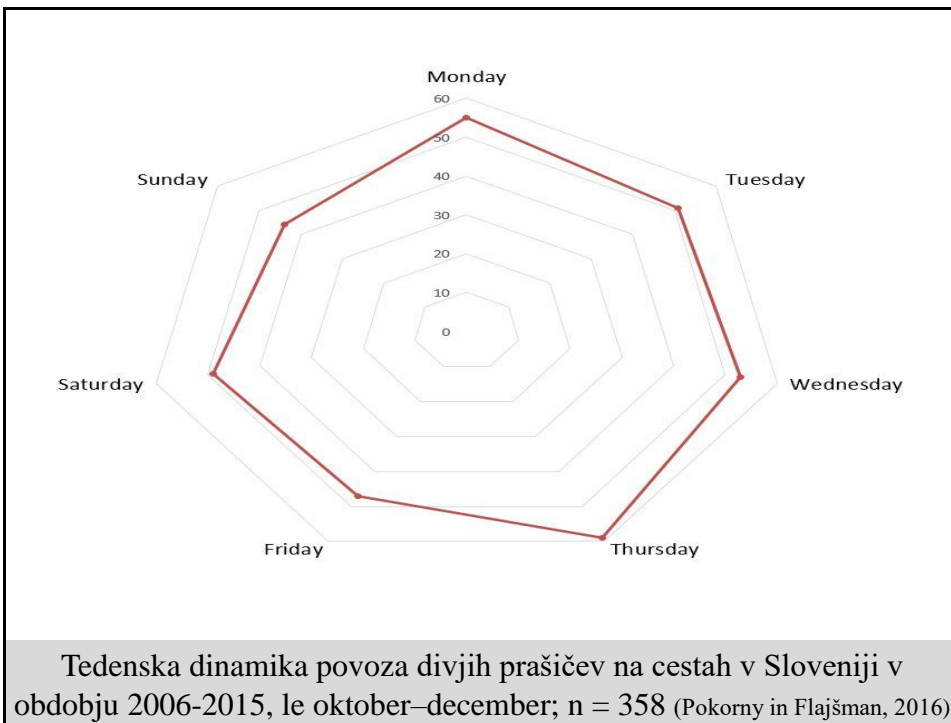 Monday
60
50
40
30
20
10
0
Sunday
Tuesday
Saturday
Wednesday
Friday
Thursday
Tedenska dinamika povoza divjih prašičev na cestah v Sloveniji v
obdobju 2006-2015, le oktober–december; n = 358 (Pokorny in Flajšman, 2016)